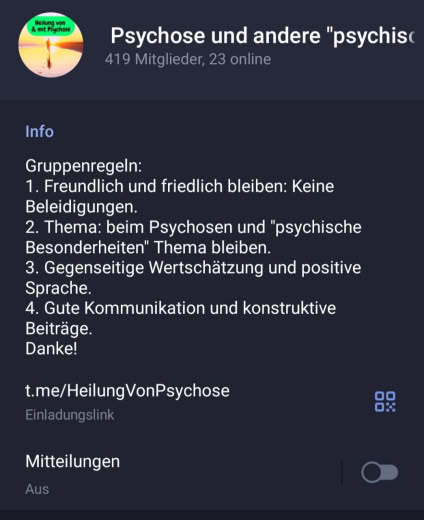 Heilung von
& mit Psychose
Psychose und andere "psychisc
419 Mitglieder, 23 online
Info
Gruppenregeln:
1. Freundlich und friedlich bleiben: Keine
Beleidigungen.
2. Thema: beim Psychosen und "psychische
Besonderheiten" Thema bleiben.
3. Gegenseitige Wertschätzung und positive
Sprache.
4. Gute Kommunikation und konstruktive
Beiträge.
Danke!
t.me/HeilungVonPsychose
Einladungslink
Mitteilungen
Aus